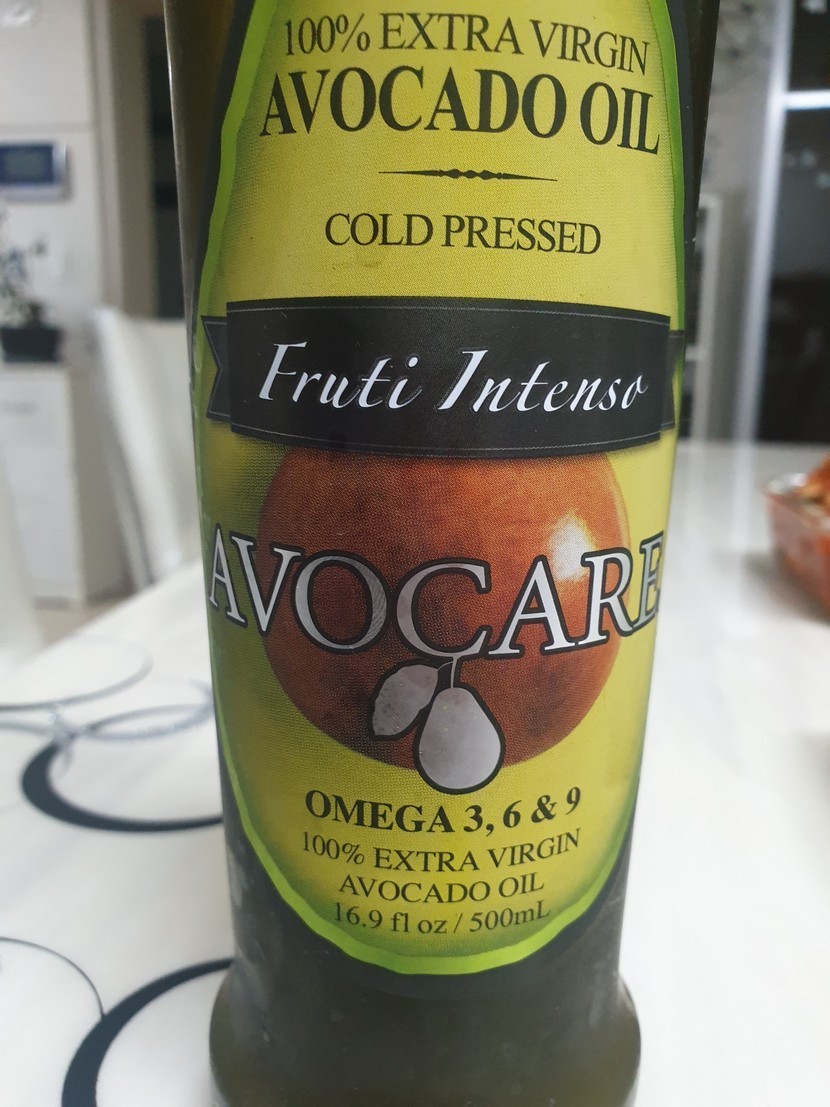 100% EXTRA VIRGIN
AVOCADO OIL
COLD PRESSED
Fruti Intenso
AVOCARE
OMEGA 3, 6 & 9
100% EXTRA VIRGIN
AVOCADO OIL
16.9 fl oz / 500mL